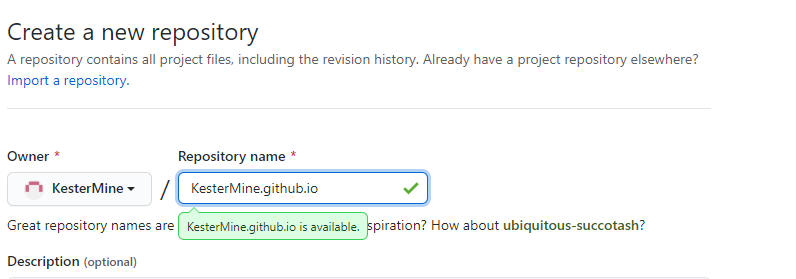 Create a new repository
A repository contains all project files, including the revision history. Already have a project repository elsewhere?
Import a repository.
Owner * Repository name *
KesterMine / KesterMine.github.io
Great repository names are spiration? How about ubiquitous-succotash?
KesterMine.github.io is available.
Description (optional)